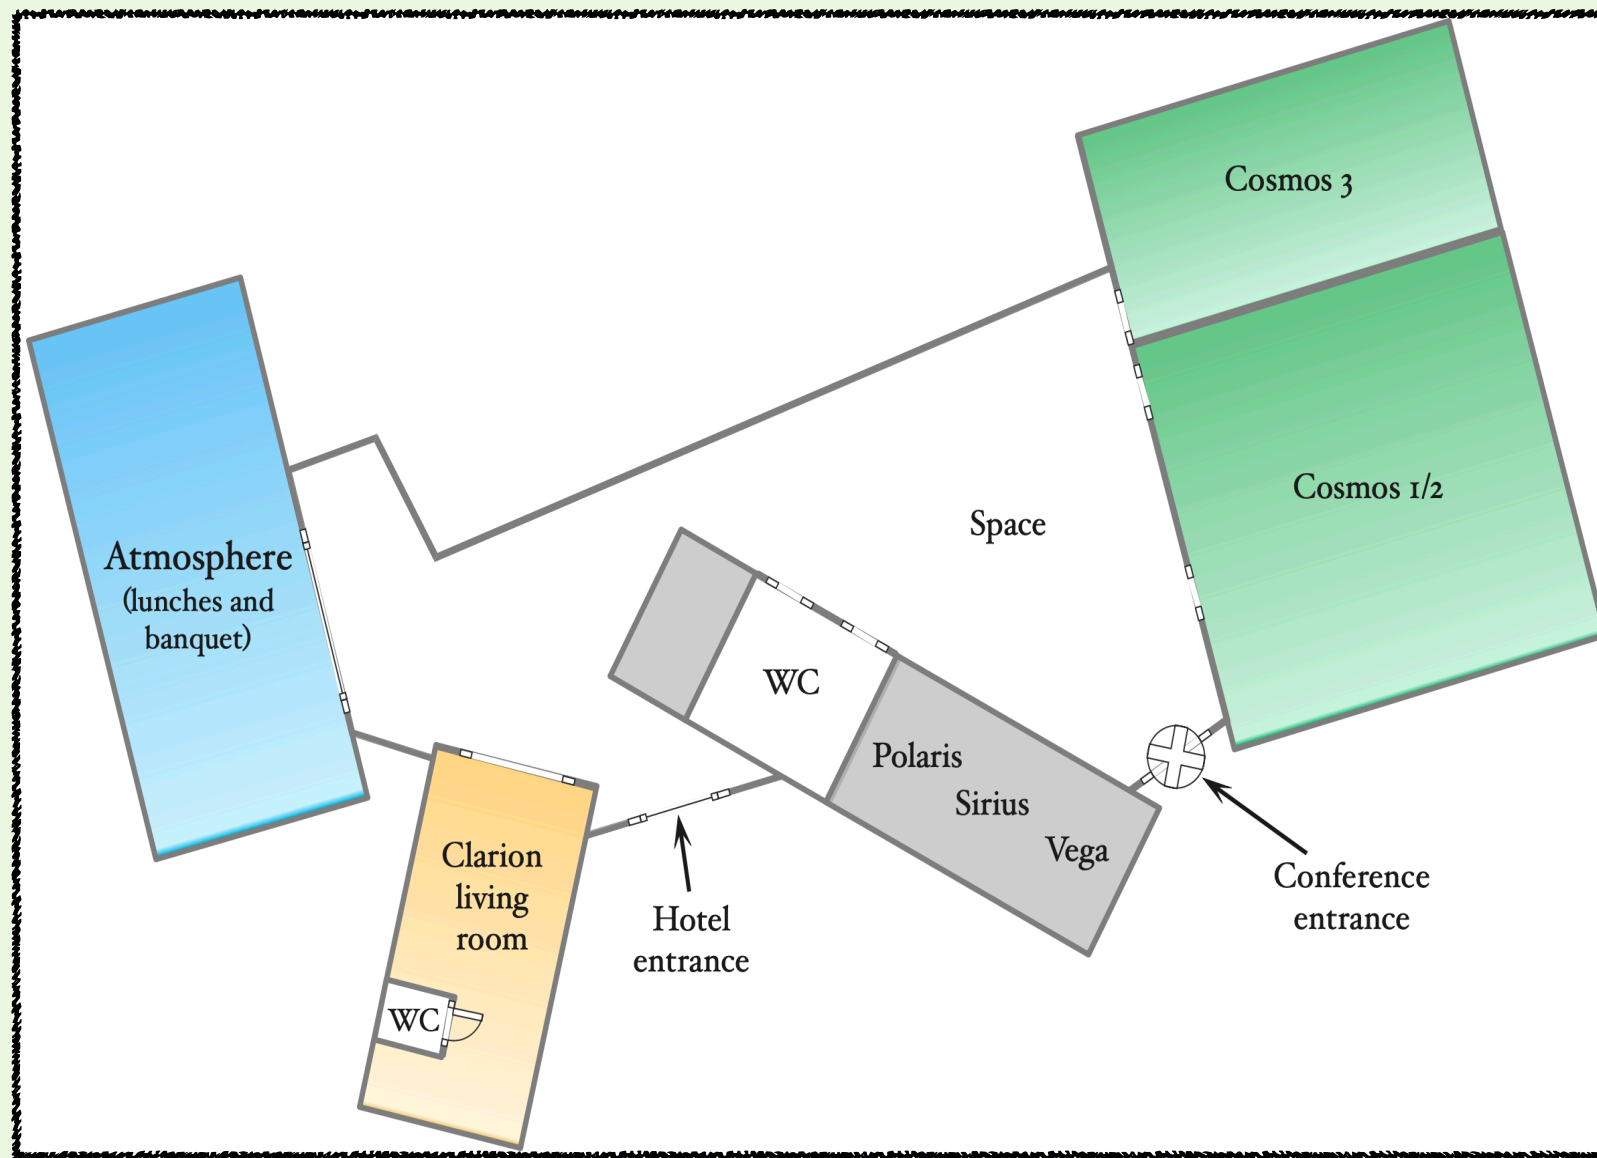 Cosmos 3
Cosmos 1/2
Space
Atmosphere
(lunches and
banquet)
WC
Polaris
Sirius
Vega
Clarion
living
room
WC
Hotel
entrance
Conference
entrance